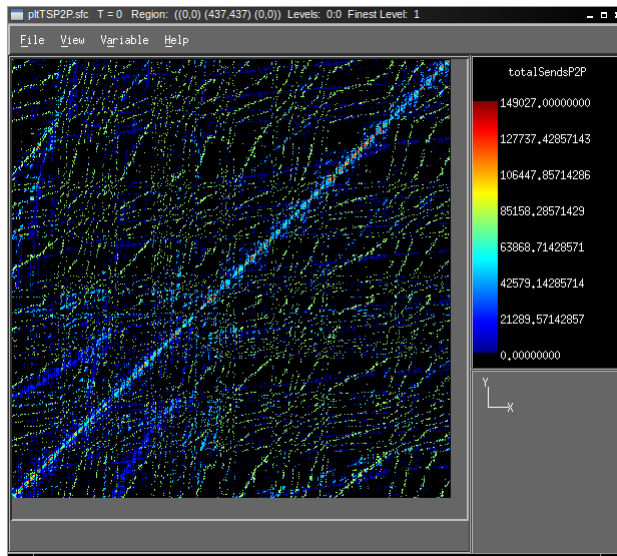 pltTSP2P.sfc T = 0 Region: ((0,0) (437,437) (0,0)) Levels: 0:0 Finest Level: 1
File View Variable Help
totalSendsP2P
149027.00000000
127737.42857143
106447.85714286
85158.28571429
63868.71428571
42579.14285714
21289.57142857
0.00000000
Y
X